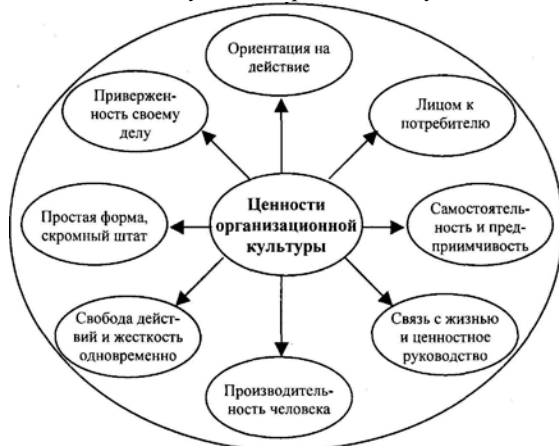 Ориентация на
действие
Привержен-
ность своему
делу
Лицом к
потребителю
Простая форма,
скромный штат
Ценности
организационной
культуры
Самостоятель-
ность и пред-
приимчивость
Свобода дейст-
вий и жесткость
одновременно
Связь с жизнью
и ценностное
руководство
Производитель-
ность человека